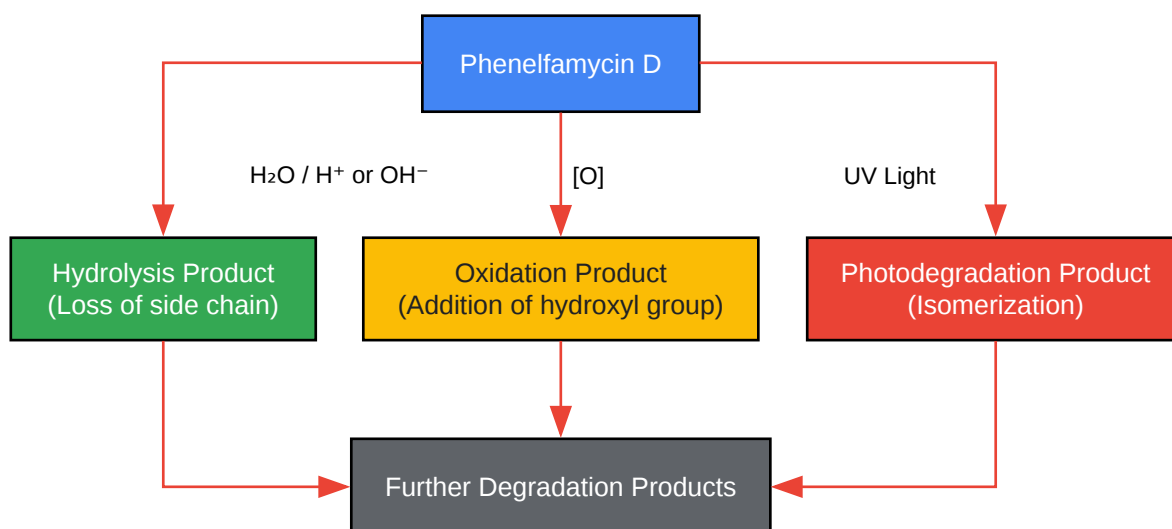 Phenelfamycin D
H₂O / H⁺ or OH⁻
[O]
UV Light
Hydrolysis Product
(Loss of side chain)
Oxidation Product
(Addition of hydroxyl group)
Photodegradation Product
(Isomerization)
Further Degradation Products